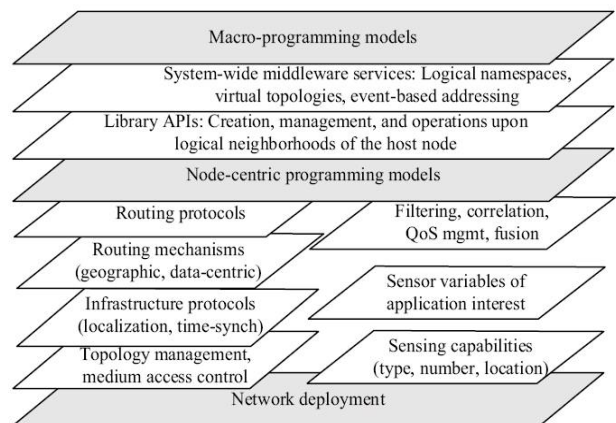 Macro-programming models
System-wide middleware services: Logical namespaces,
virtual topologies, event-based addressing
Library APIs: Creation, management, and operations upon
logical neighborhoods of the host node
Node-centric programming models
Routing protocols
Routing mechanisms
(geographic, data-centric)
Infrastructure protocols
(localization, time-synch)
Topology management,
medium access control
Filtering, correlation,
QoS mgmt, fusion
Sensor variables of
application interest
Sensing capabilities
(type, number, location)
Network deployment